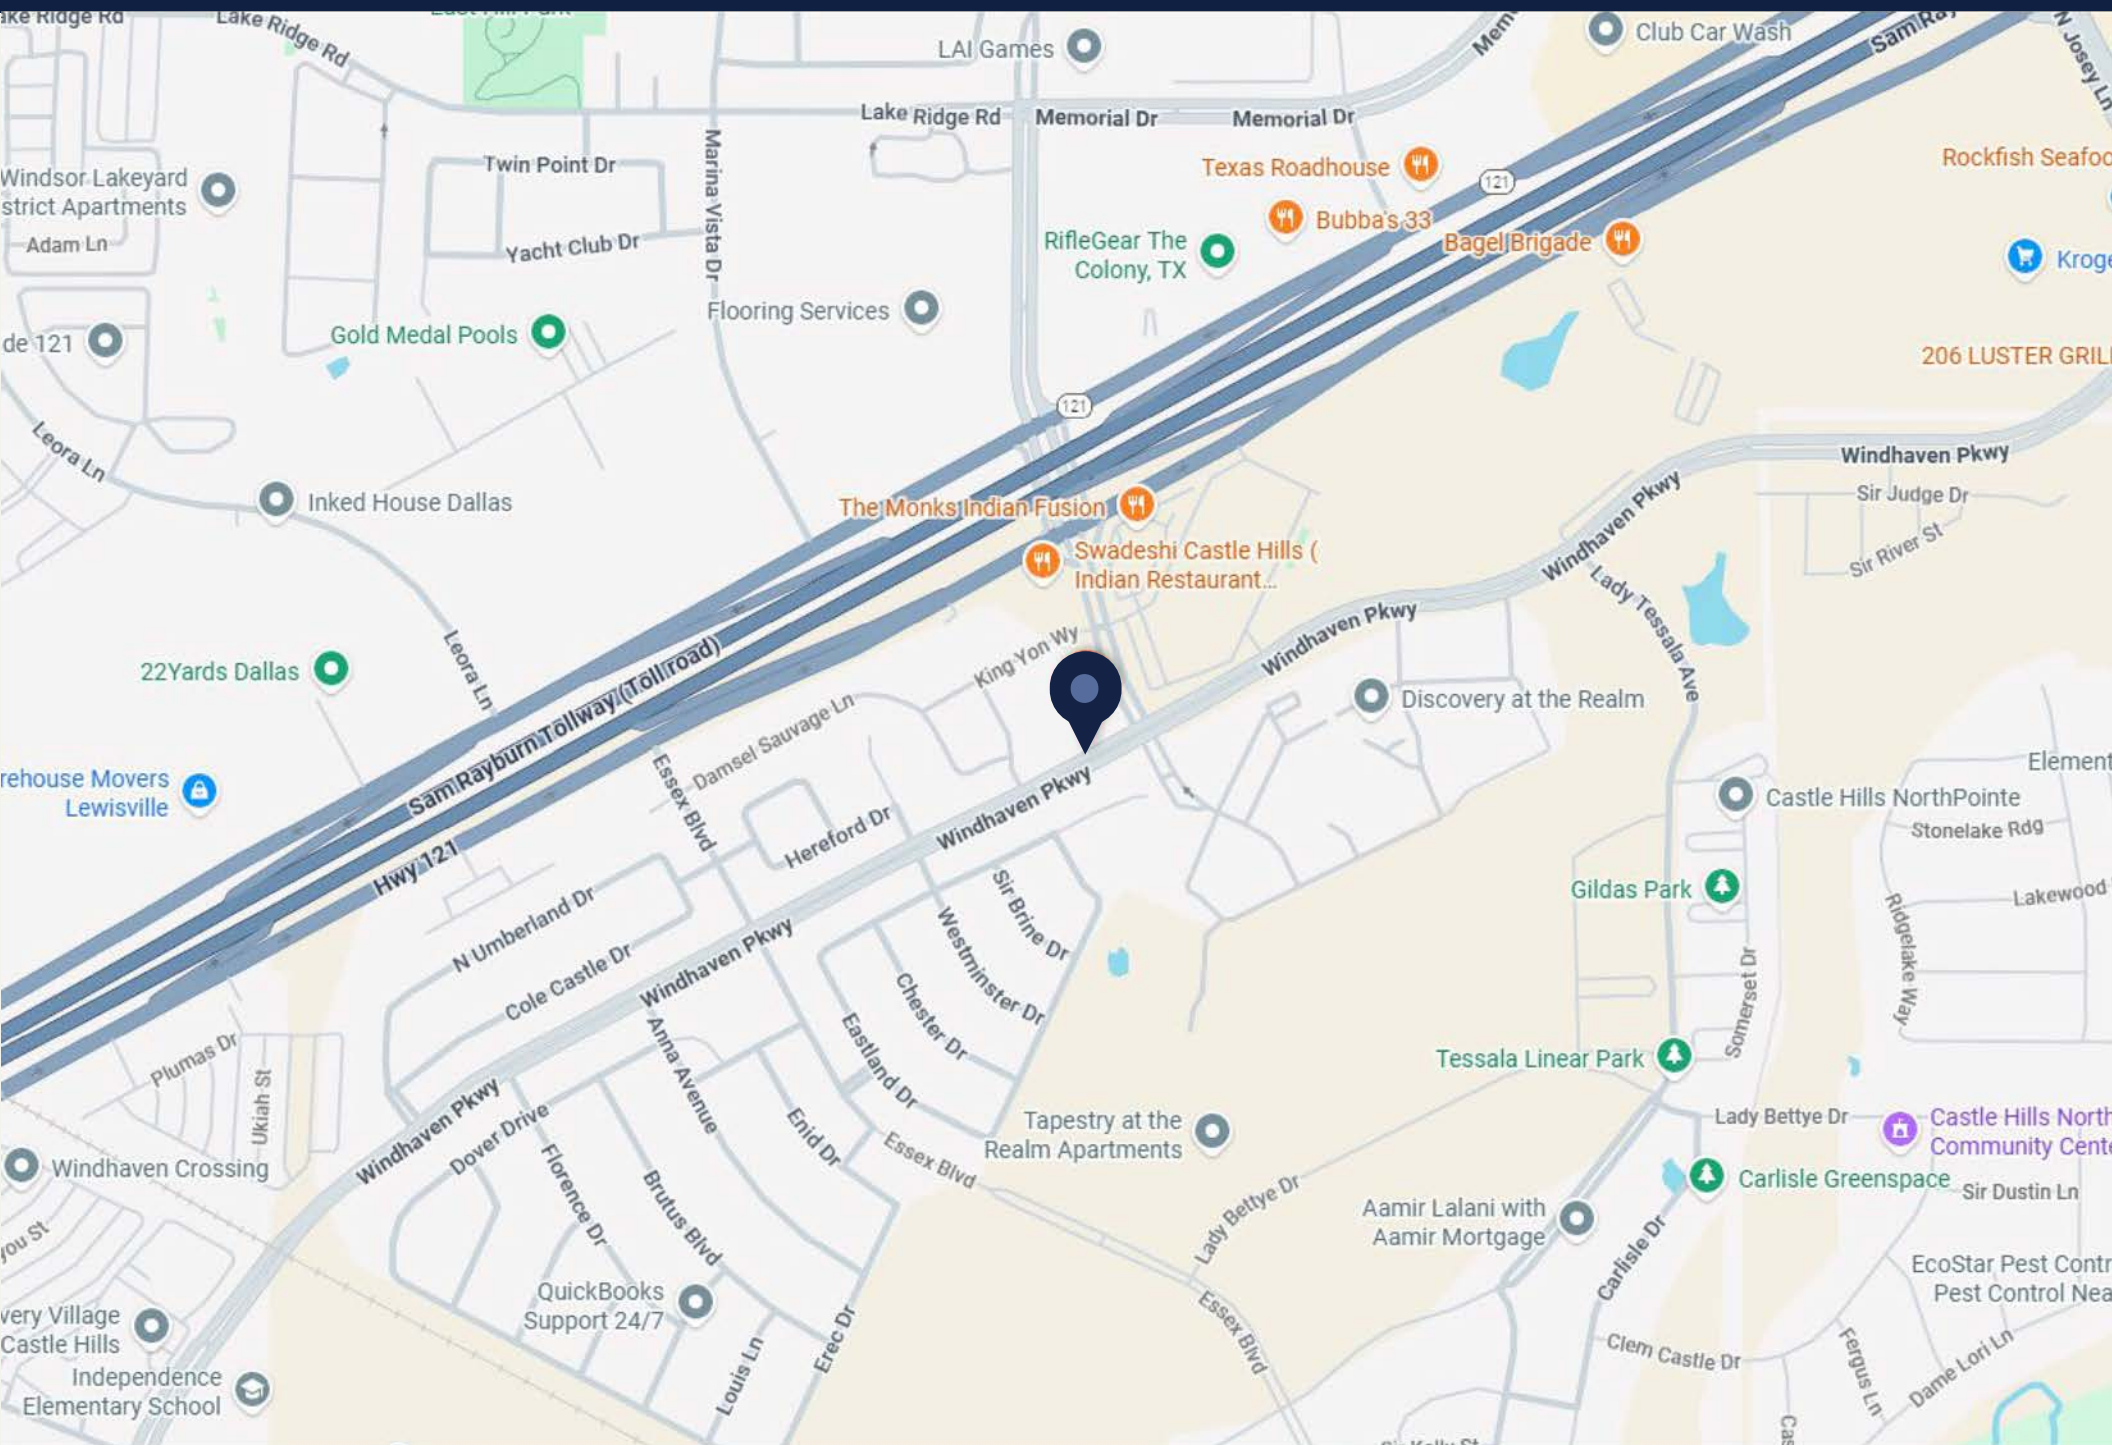 Lake Ridge Rd
East Hill Park
LAI Games
Club Car Wash
Sam Ray
N Josey Ln
Lake Ridge Rd
Memorial Dr
Memorial Dr
Twin Point Dr
Marina Vista Dr
Texas Roadhouse
121
Rockfish Seafoo
Windsor Lakeyard
strict Apartments
Bubba's 33
Adam Ln
Yacht Club Dr
RifleGear The
Colony, TX
Bagel Brigade
Kroge
Flooring Services
Gold Medal Pools
de 121
206 LUSTER GRIL
121
Leora Ln
Windhaven Pkwy
Inked House Dallas
The Monks Indian Fusion
Windhaven Pkwy
Sir Judge Dr
Sir River St
Swadeshi Castle Hills (
Indian Restaurant...
Lady Tessala Ave
Windhaven Pkwy
Leora Ln
King Yon Wy
22Yards Dallas
Sam Rayburn Tollway (Toll road)
Damsel Sauvage Ln
Discovery at the Realm
rehouse Movers
Lewisville
Essex Blvd
Element
Castle Hills NorthPointe
Windhaven Pkwy
Hereford Dr
Stonelake Rdg
Hwy 121
Gildas Park
Lakewood
N Umberland Dr
Sir Brine Dr
Westminster Dr
Ridgelake Way
Cole Castle Dr
Windhaven Pkwy
Chester Dr
Somerset Dr
Plumas Dr
Ukiah St
Anna Avenue
Eastland Dr
Tessala Linear Park
Windhaven Pkwy
Dover Drive
Enid Dr
Tapestry at the
Realm Apartments
Lady Bettye Dr
Castle Hills North
Community Cent
Windhaven Crossing
Essex Blvd
Florence Dr
Brutus Blvd
Carlisle Greenspace
Sir Dustin Ln
you St
Lady Bettye Dr
Aamir Lalani with
Aamir Mortgage
Carlisle Dr
QuickBooks
Support 24/7
EcoStar Pest Contr
Pest Control Nea
very Village
Castle Hills
Essex Blvd
Erec Dr
Louis Ln
Clem Castle Dr
Fergus Ln
Dame Lori Ln
Independence
Elementary School
Cas